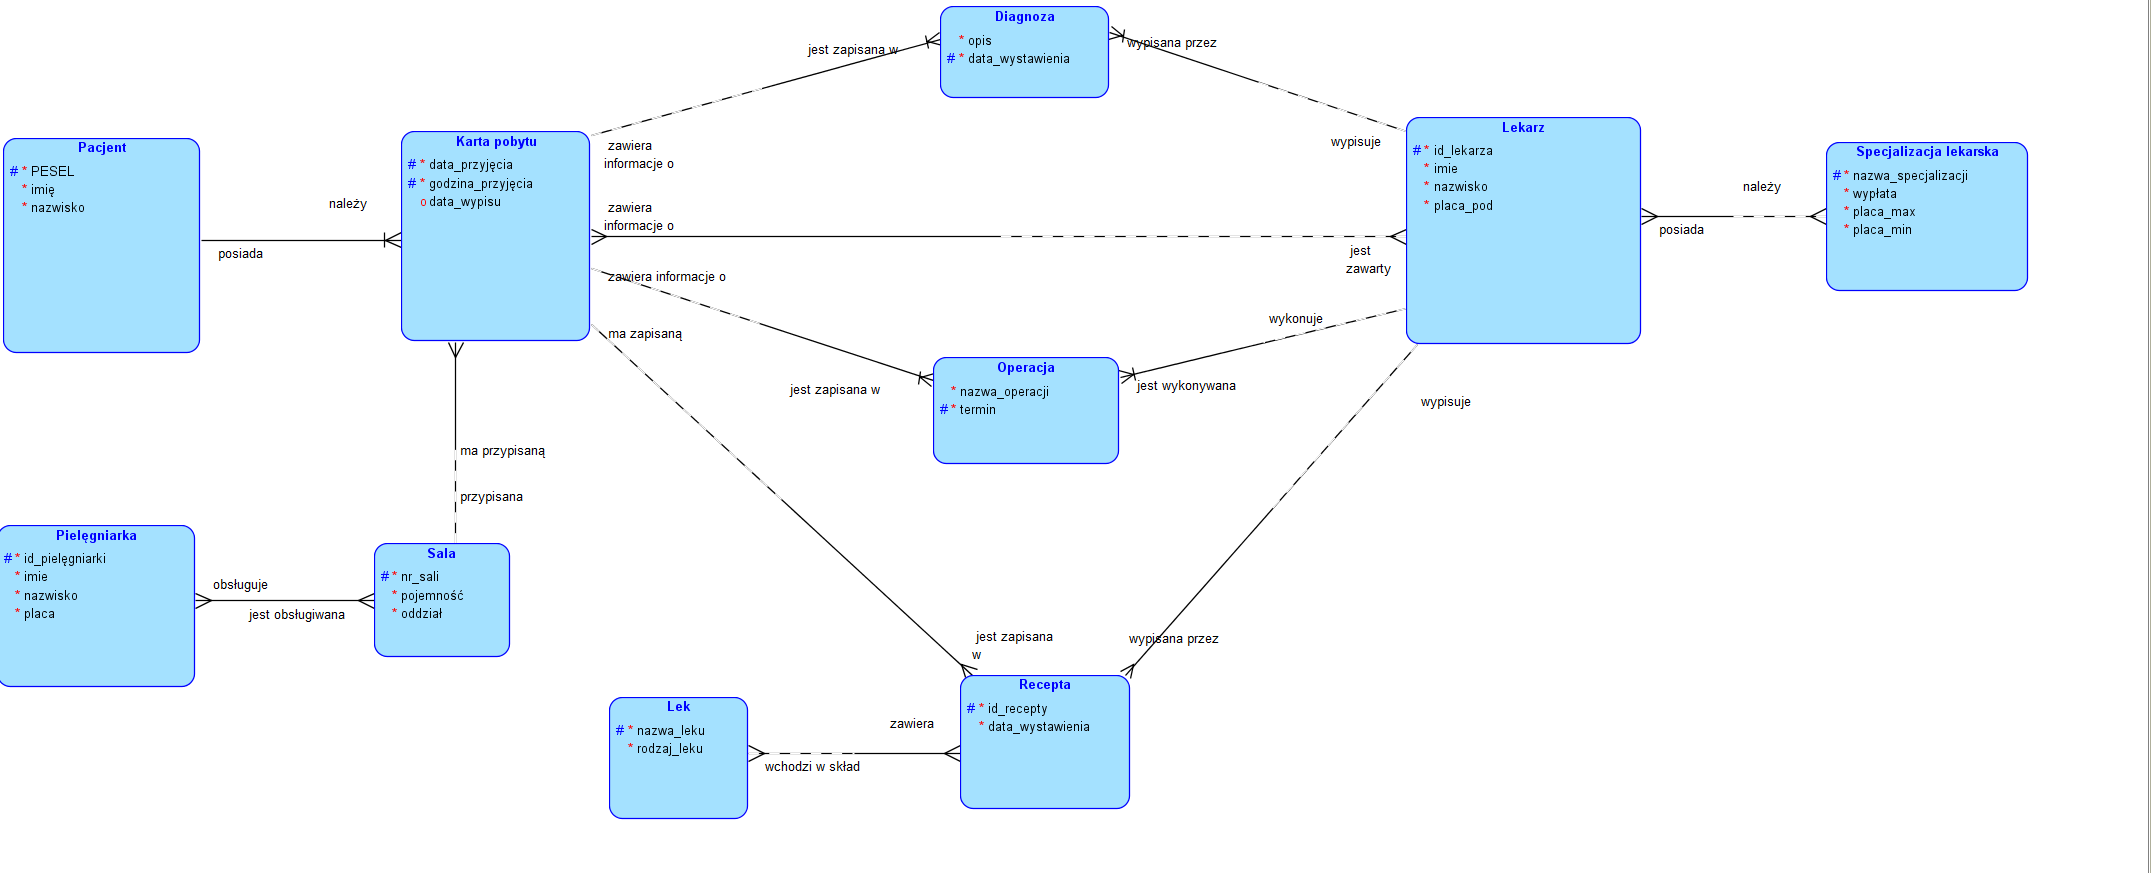 Diagnoza
* opis
# * data_wystawienia
jest zapisana w
wypisana przez
zawiera
informacje o
wypisuje
Pacjent
# * PESEL
* imię
* nazwisko
należy
posiada
Karta pobytu
# * data_przyjęcia
# * godzina_przyjęcia
o data_wypisu
zawiera
informacje o
jest
zawarty
Lekarz
# * id_lekarza
* imie
* nazwisko
* placa_pod
należy
posiada
Specjalizacja lekarska
# * nazwa_specjalizacji
* wypłata
* placa_max
* placa_min
zawiera informacje o
ma zapisaną
wykonuje
jest zapisana w
jest wykonywana
Operacja
* nazwa_operacji
# * termin
wypisuje
ma przypisaną
przypisana
Pielęgniarka
# * id_pielęgniarki
* imie
* nazwisko
* placa
obsługuje
jest obsługiwana
Sala
# * nr_sali
* pojemność
* oddział
jest zapisana
w
wypisana przez
Lek
# * nazwa_leku
* rodzaj_leku
zawiera
wchodzi w skład
Recepta
# * id_recepty
* data_wystawienia